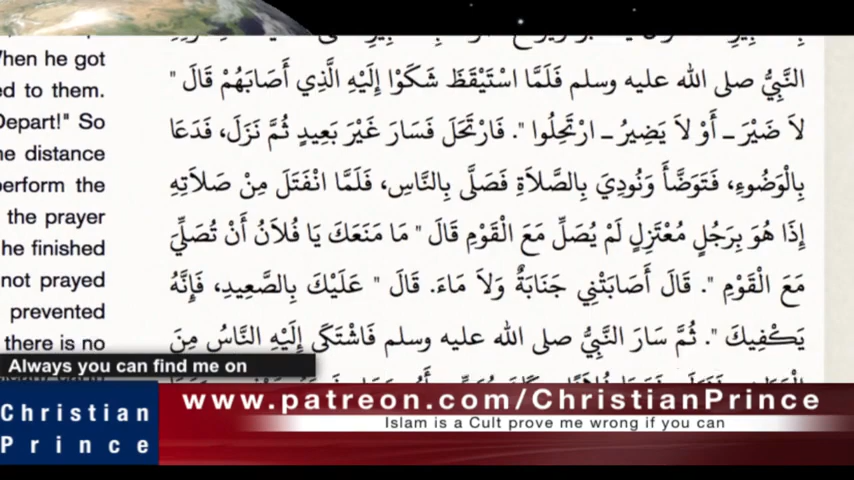 When he got
ed to them.
Depart!" So
he distance
perform the
the prayer
he finished
not prayed
prevented
there is no
النَّبِيُّ صلى الله عليه وسلم فَلَمَّا اسْتَيْقَظَ شَكَوْا إِلَيْهِ الَّذِي أَصَابَهُمْ قَالَ ‏"‏
لاَ ضَيْرَ ـ أَوْ لاَ يَضِيرُ ـ ارْتَحِلُوا ‏"‏‏.‏ فَارْتَحَلَ فَسَارَ غَيْرَ بَعِيدٍ ثُمَّ نَزَلَ، فَدَعَا
بِالْوَضُوءِ، فَتَوَضَّأَ وَنُودِيَ بِالصَّلاَةِ فَصَلَّى بِالنَّاسِ، فَلَمَّا انْفَتَلَ مِنْ صَلاَتِهِ
إِذَا هُوَ بِرَجُلٍ مُعْتَزِلٍ لَمْ يُصَلِّ مَعَ الْقَوْمِ قَالَ ‏"‏ مَا مَنَعَكَ يَا فُلاَنُ أَنْ تُصَلِّيَ
مَعَ الْقَوْمِ ‏"‏‏.‏ قَالَ أَصَابَتْنِي جَنَابَةٌ وَلاَ مَاءَ‏.‏ قَالَ ‏"‏ عَلَيْكَ بِالصَّعِيدِ، فَإِنَّهُ
يَكْفِيكَ ‏"‏‏.‏ ثُمَّ سَارَ النَّبِيُّ صلى الله عليه وسلم فَاشْتَكَى إِلَيْهِ النَّاسُ مِنَ
Always you can find me on
Christian
Prince
www.patreon.com/ChristianPrince
Islam is a Cult prove me wrong if you can